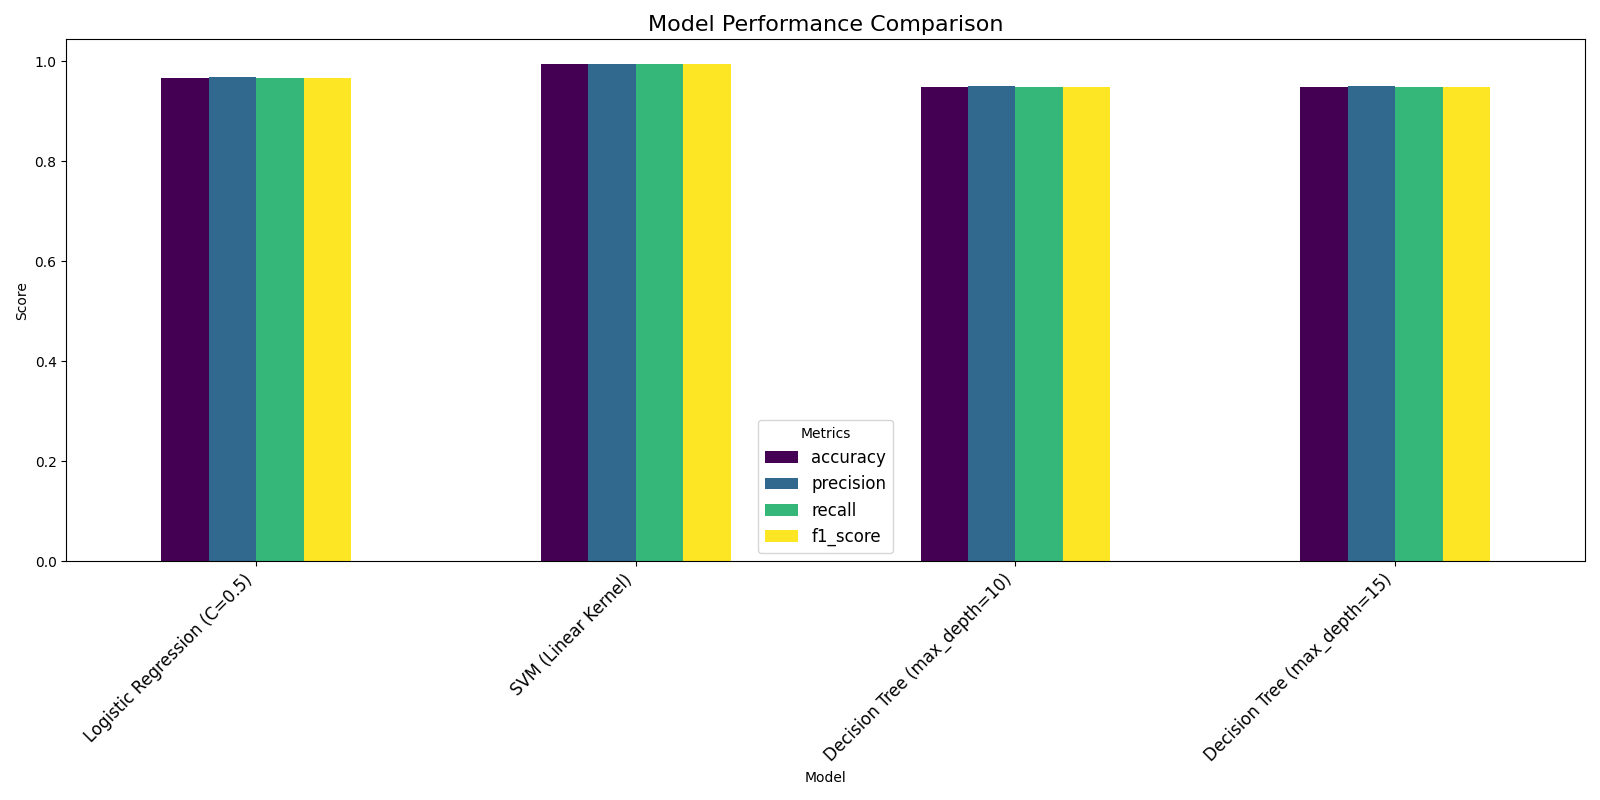 Model Performance Comparison
Score
1.0
0.8
0.6
0.4
0.2
0.0
Metrics
accuracy
precision
recall
f1_score
Logistic Regression (C=0.5)
SVM (Linear Kernel)
Decision Tree (max_depth=10)
Decision Tree (max_depth=15)
Model